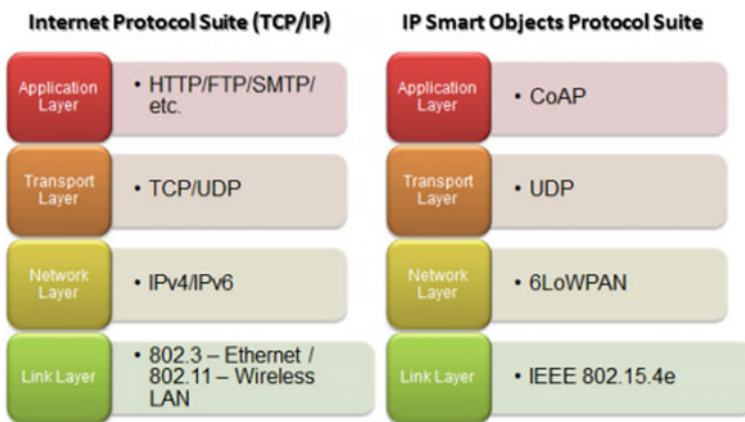 Internet Protocol Suite (TCP/IP)
Application
Layer
• HTTP/FTP/SMTP/
etc.
Transport
Layer
• TCP/UDP
Network
Layer
• IPv4/IPv6
Link Layer
• 802.3 – Ethernet /
802.11 – Wireless
LAN
IP Smart Objects Protocol Suite
Application
Layer
• CoAP
Transport
Layer
• UDP
Network
Layer
• 6LoWPAN
Link Layer
• IEEE 802.15.4e